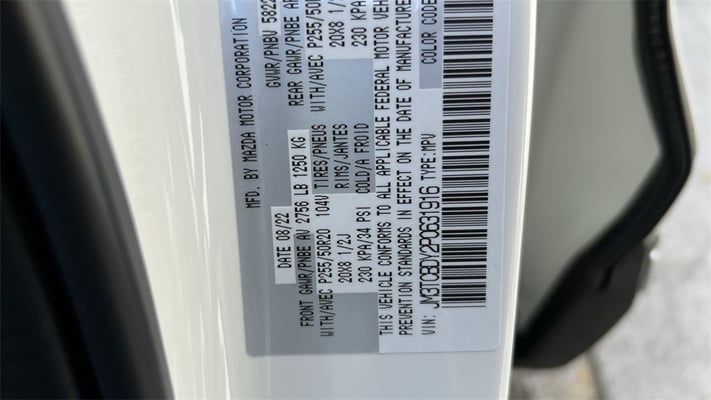 MFD. BY MAZDA MOTOR CORPORATION
DATE 08/22 GVWR/PNBV 582
FRONT GAWR/PNBE AV 2756 LB 1250 KG REAR GAWR/PNBE AR
WITH/AVEC P255/50R20 104V TIRES/PNEUS WITH/AVEC P255/50R
20X8 1/2J RIMS/JANTES 20X8 1/
230 KPA/34 PSI COLD/A FROID 230 KPA
THIS VEHICLE CONFORMS TO ALL APPLICABLE FEDERAL MOTOR VEHI
PREVENTION STANDARDS IN EFFECT ON THE DATE OF MANUFACTURE
VIN: JM3TCBDY2P0631916 TYPE:MPV COLOR CODE